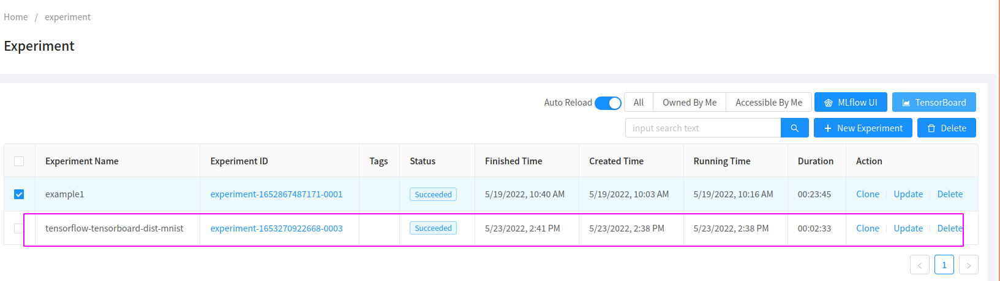 Home / experiment
Experiment
Auto Reload All Owned By Me Accessible By Me MLflow UI TensorBoard
input search text New Experiment Delete
Experiment Name Experiment ID Tags Status Finished Time Created Time Running Time Duration Action
example1 experiment-1652867487171-0001 Succeeded 5/19/2022, 10:40 AM 5/19/2022, 10:03 AM 5/19/2022, 10:16 AM 00:23:45 Clone Update Delete
tensorflow-tensorboard-dist-mnist experiment-1653270922668-0003 Succeeded 5/23/2022, 2:41 PM 5/23/2022, 2:38 PM 5/23/2022, 2:38 PM 00:02:33 Clone Update Delete
< 1 >